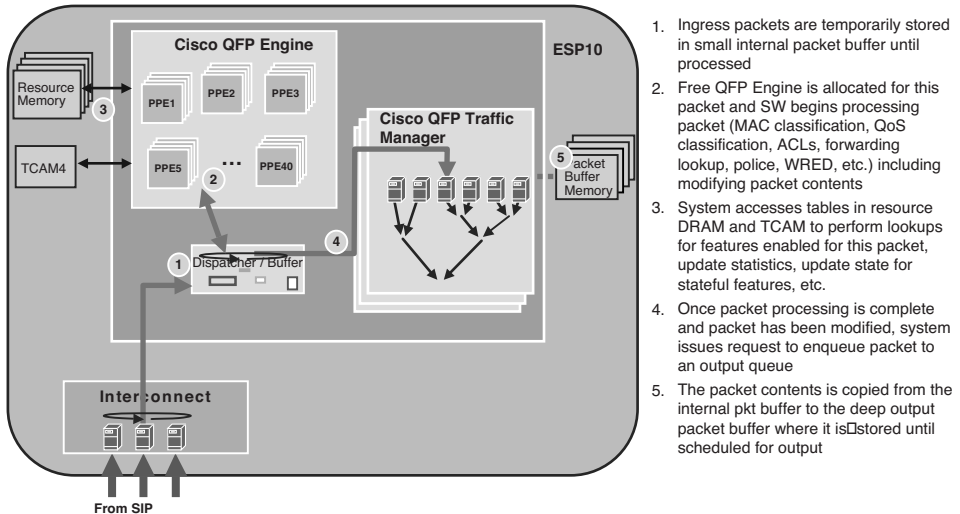 Cisco QFP Engine
ESP10
Resource
Memory
3
PPE1
PPE2
PPE3
TCAM4
PPE5
...
PPE40
2
Cisco QFP Traffic
Manager
5
Packet
Buffer
Memory
4
1
Dispatcher / Buffer
Interconnect
From SIP
1. Ingress packets are temporarily stored
in small internal packet buffer until
processed
2. Free QFP Engine is allocated for this
packet and SW begins processing
packet (MAC classification, QoS
classification, ACLs, forwarding
lookup, police, WRED, etc.) including
modifying packet contents
3. System accesses tables in resource
DRAM and TCAM to perform lookups
for features enabled for this packet,
update statistics, update state for
stateful features, etc.
4. Once packet processing is complete
and packet has been modified, system
issues request to enqueue packet to
an output queue
5. The packet contents is copied from the
internal pkt buffer to the deep output
packet buffer where it is□stored until
scheduled for output